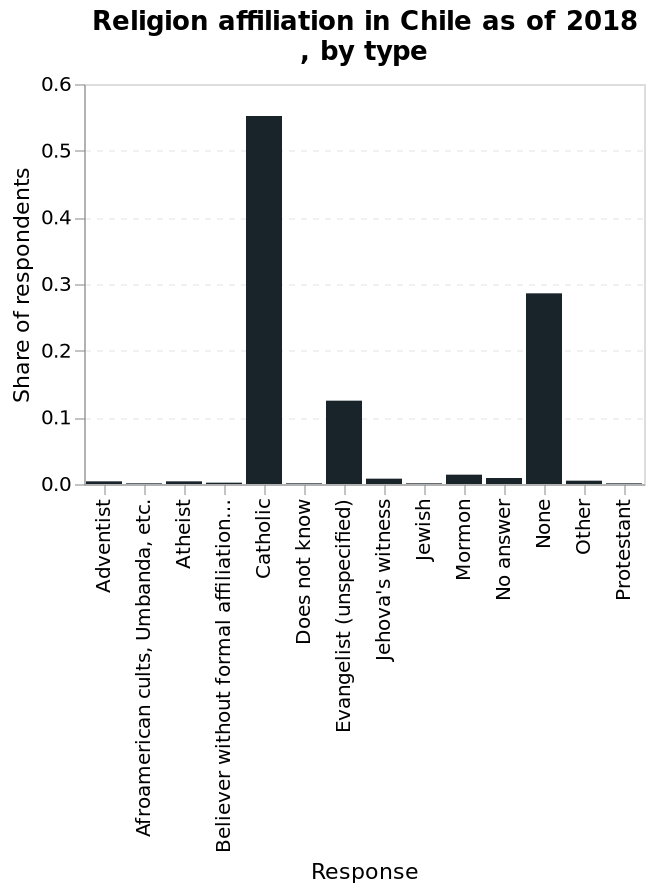 Religion affiliation in Chile as of 2018
, by type
Share of respondents
0.6
0.5
0.4
0.3
0.2
0.1
0.0
Adventist
Afroamerican cults, Umbanda, etc.
Atheist
Believer without formal affiliation...
Catholic
Does not know
Evangelist (unspecified)
Jehova's witness
Jewish
Mormon
No answer
None
Other
Protestant
Response